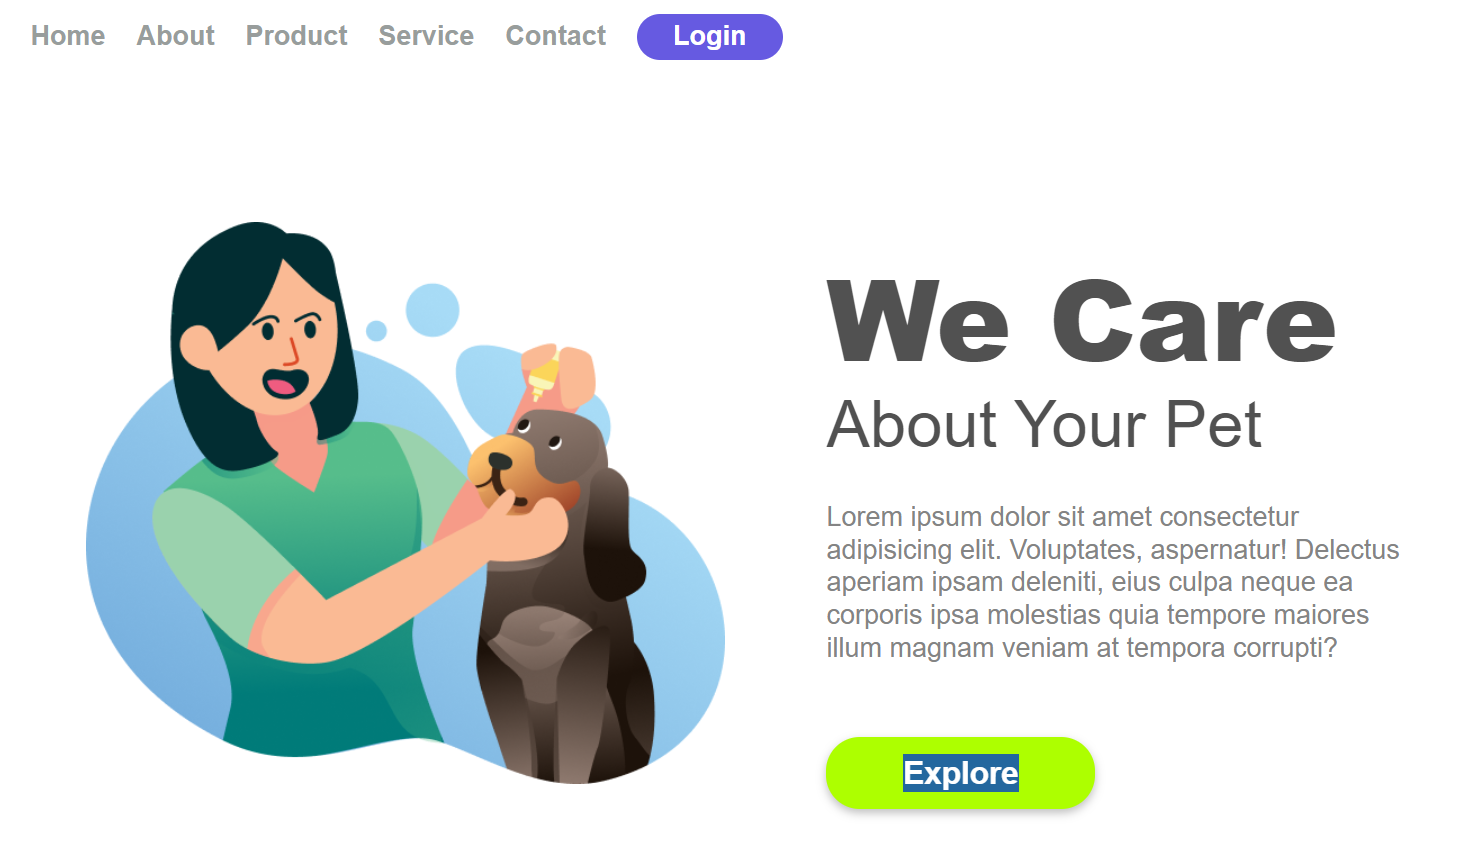 Home About Product Service Contact Login
We Care
About Your Pet
Lorem ipsum dolor sit amet consectetur
adipisicing elit. Voluptates, aspernatur! Delectus
aperiam ipsam deleniti, eius culpa neque ea
corporis ipsa molestias quia tempore maiores
illum magnam veniam at tempora corrupti?
Explore